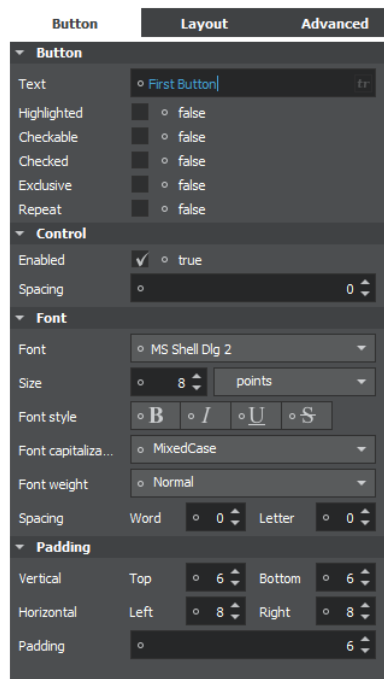 Button Layout Advanced
Button
Text First Button tr
Highlighted false
Checkable false
Checked false
Exclusive false
Repeat false
Control
Enabled true
Spacing 0
Font
Font MS Shell Dlg 2
Size 8 points
Font style B I U S
Font capitaliza... MixedCase
Font weight Normal
Spacing Word 0 Letter 0
Padding
Vertical Top 6 Bottom 6
Horizontal Left 8 Right 8
Padding 6